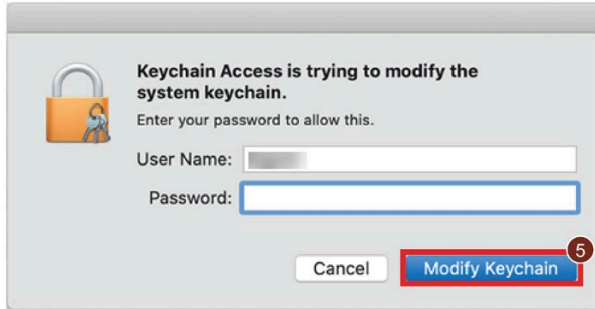 Keychain Access is trying to modify the
system keychain.
Enter your password to allow this.
User Name:
Password:
5
Cancel
Modify Keychain